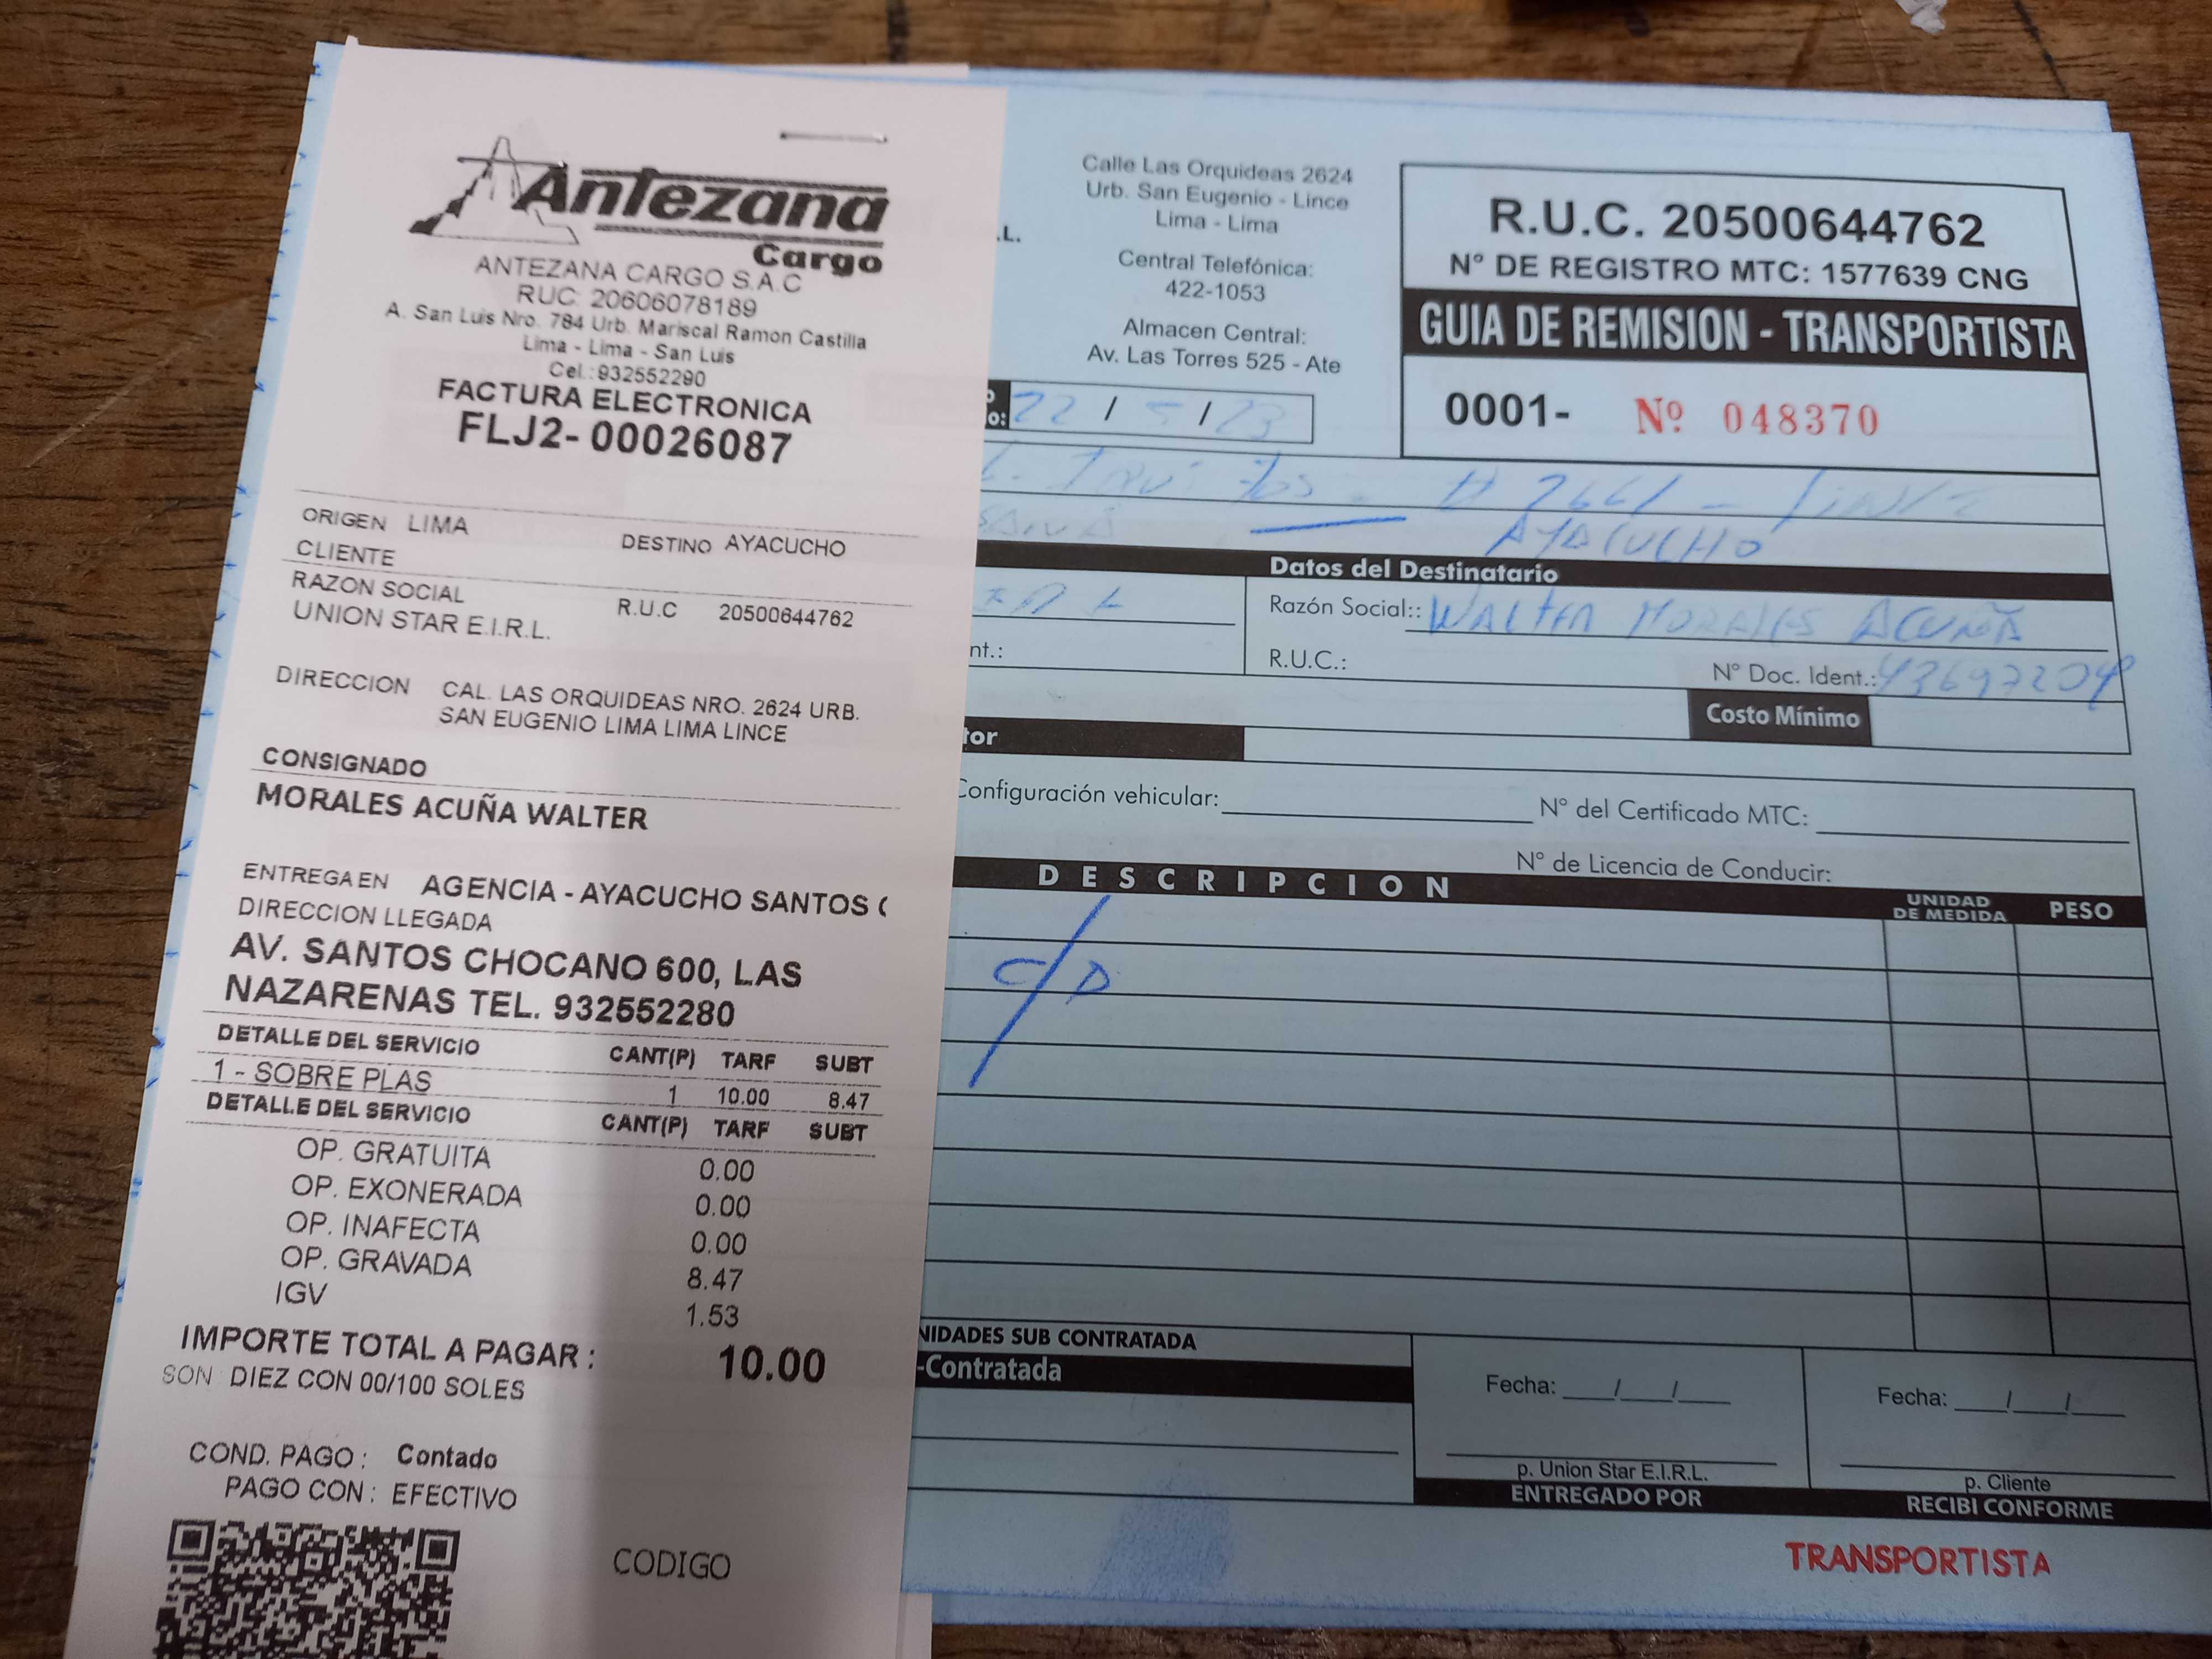 Antezana
Cargo
ANTEZANA CARGO S.A.C
RUC: 20606078189
A. San Luis Nro. 784 Urb. Mariscal Ramon Castilla
Lima - Lima - San Luis
Cel.:932552290
FACTURA ELECTRONICA
FLJ2- 00026087
ORIGEN LIMA DESTINO AYACUCHO
CLIENTE
RAZON SOCIAL R.U.C 20500644762
UNION STAR E.I.R.L.
DIRECCION CAL. LAS ORQUIDEAS NRO. 2624 URB.
SAN EUGENIO LIMA LIMA LINCE
CONSIGNADO
MORALES ACUÑA WALTER
ENTREGA EN AGENCIA - AYACUCHO SANTOS
DIRECCION LLEGADA
AV. SANTOS CHOCANO 600, LAS
NAZARENAS TEL. 932552280
DETALLE DEL SERVICIO CANT(P) TARF SUBT
1 - SOBRE PLAS 1 10.00 8.47
DETALLE DEL SERVICIO CANT(P) TARF SUBT
OP. GRATUITA 0.00
OP. EXONERADA 0.00
OP. INAFECTA 0.00
OP. GRAVADA 8.47
IGV 1.53
IMPORTE TOTAL A PAGAR : 10.00
SON : DIEZ CON 00/100 SOLES
COND. PAGO : Contado
PAGO CON : EFECTIVO
CODIGO
.L.
Calle Las Orquideas 2624
Urb. San Eugenio - Lince
Lima - Lima
Central Telefónica:
422-1053
Almacen Central:
Av. Las Torres 525 - Ate
R.U.C. 20500644762
N° DE REGISTRO MTC: 1577639 CNG
GUIA DE REMISION - TRANSPORTISTA
0001- Nº 048370
o: 22 / 5 / 23
# 2661 -
AYACUCHO
Datos del Destinatario
Razón Social:: WALTER MORALES ACUÑA
nt.: R.U.C.: N° Doc. Ident.: 43697204
Costo Mínimo
tor
Configuración vehicular: N° del Certificado MTC:
N° de Licencia de Conducir:
DESCRIPCION UNIDAD DE MEDIDA PESO
C/D
NIDADES SUB CONTRATADA
-Contratada
Fecha: / / Fecha: / /
p. Union Star E.I.R.L. p. Cliente
ENTREGADO POR RECIBI CONFORME
TRANSPORTISTA